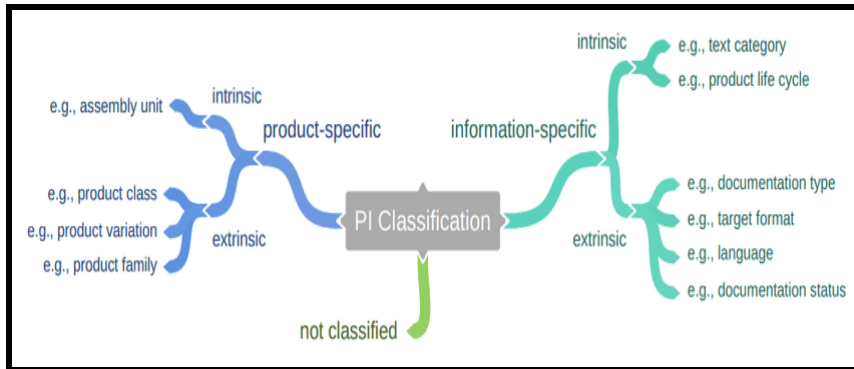 PI Classification
product-specific
intrinsic
e.g., assembly unit
extrinsic
e.g., product class
e.g., product variation
e.g., product family
information-specific
intrinsic
e.g., text category
e.g., product life cycle
extrinsic
e.g., documentation type
e.g., target format
e.g., language
e.g., documentation status
not classified